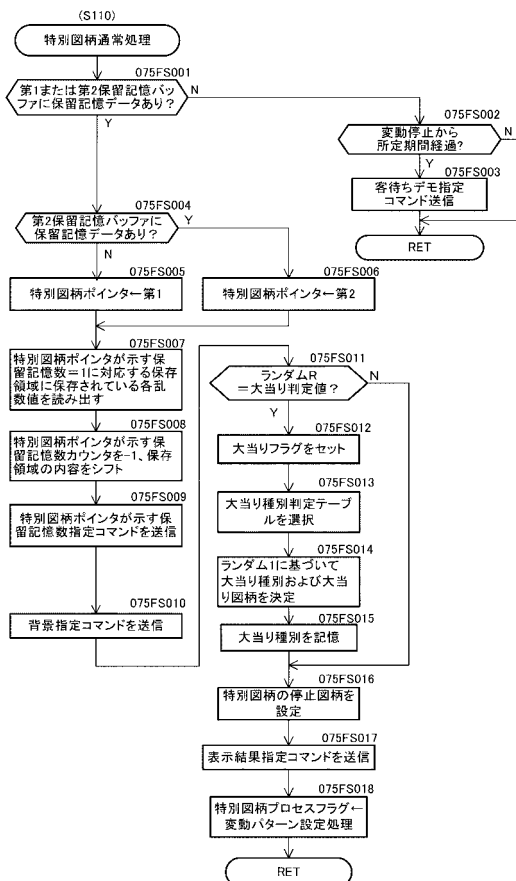 (S110)
特別図柄通常処理
075FS001
第1または第2保留記憶バッ
ファに保留記憶データあり?
N
Y
075FS002
変動停止から
所定期間経過?
N
Y
075FS003
客待ちデモ指定
コマンド送信
RET
075FS004
第2保留記憶バッファに
保留記憶データあり?
Y
N
075FS005
特別図柄ポインタ←第1
075FS006
特別図柄ポインタ←第2
075FS007
特別図柄ポインタが示す保
留記憶数=1に対応する保存
領域に保存されている各乱
数値を読み出す
075FS008
特別図柄ポインタが示す保
留記憶数カウンタを-1、保存
領域の内容をシフト
075FS009
特別図柄ポインタが示す保
留記憶数指定コマンドを送信
075FS010
背景指定コマンドを送信
075FS011
ランダムR
=大当り判定値?
N
Y
075FS012
大当りフラグをセット
075FS013
大当り種別判定テーブ
ルを選択
075FS014
ランダム1に基づいて
大当り種別および大当
り図柄を決定
075FS015
大当り種別を記憶
075FS016
特別図柄の停止図柄を
設定
075FS017
表示結果指定コマンドを送信
075FS018
特別図柄プロセスフラグ←
変動パターン設定処理
RET